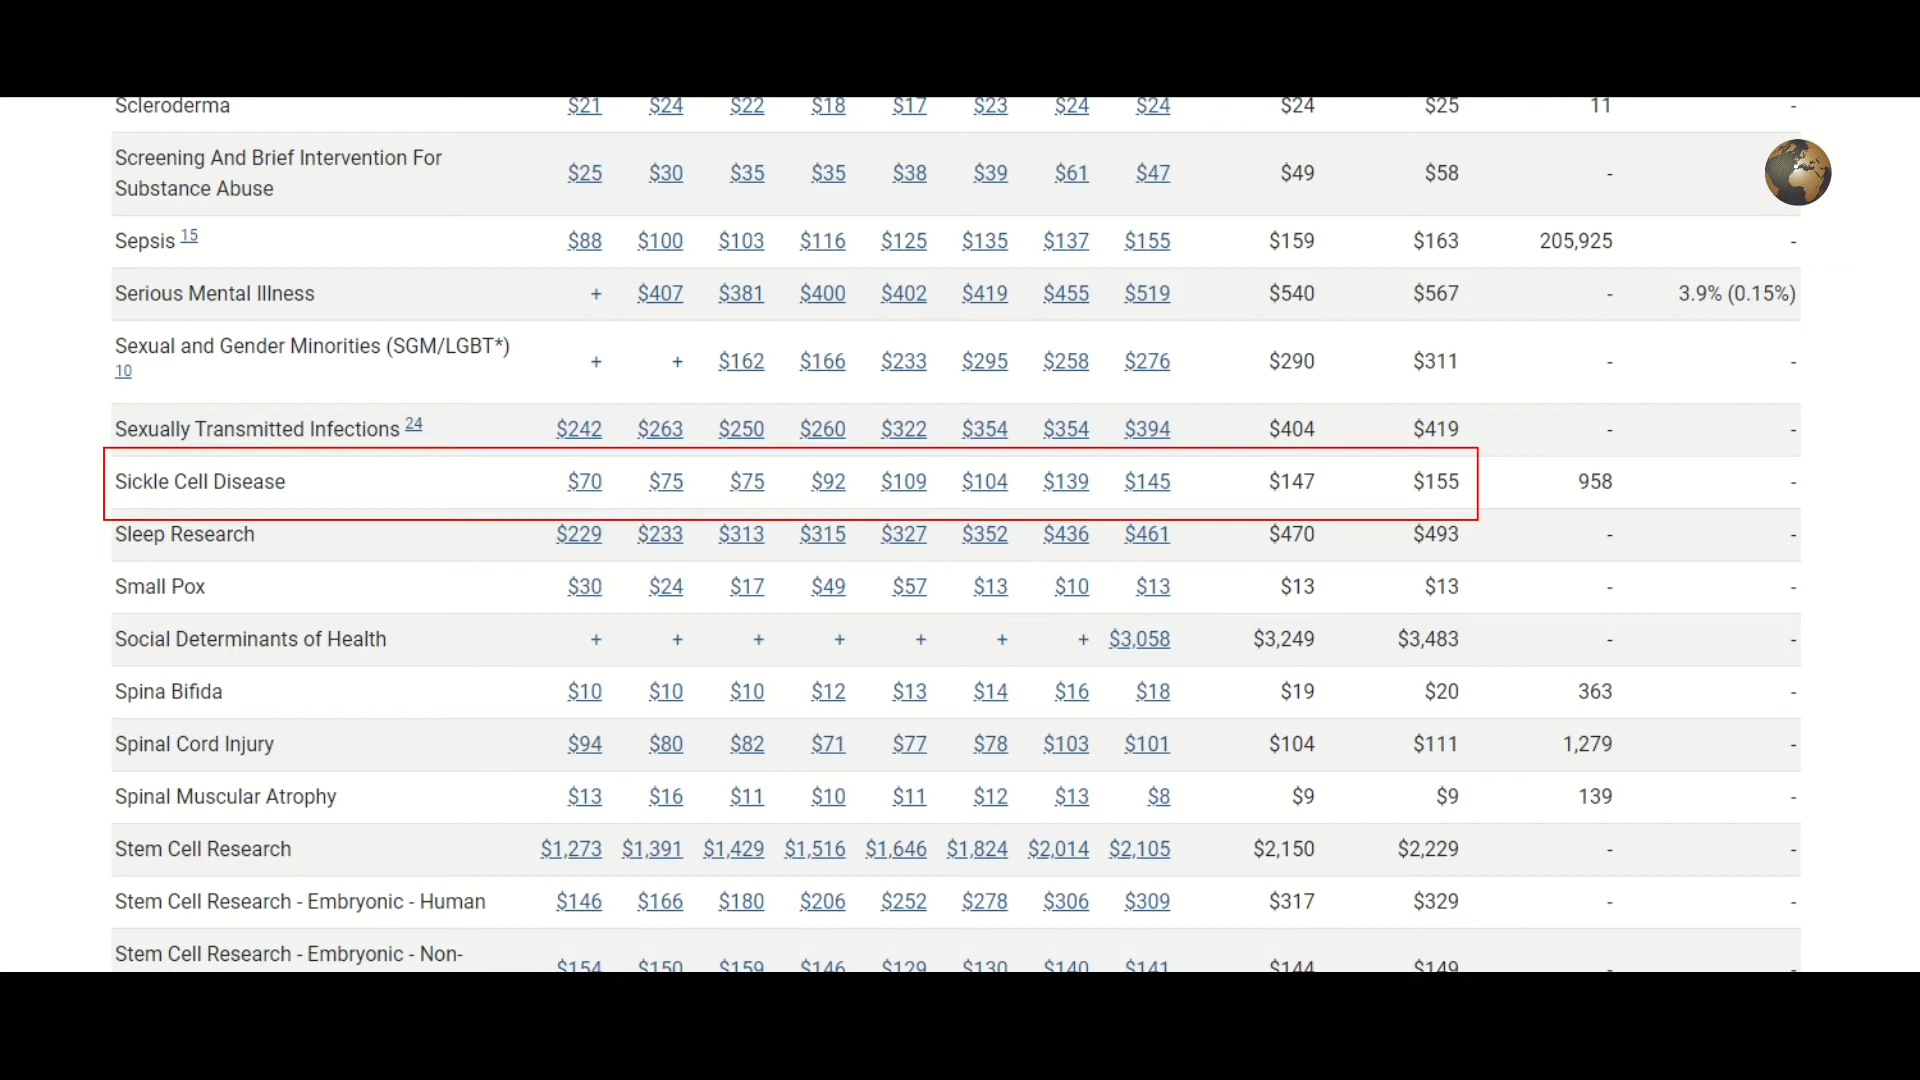 Scleroderma $21 $24 $22 $18 $17 $23 $24 $24 $24 $25 11 -
Screening And Brief Intervention For
Substance Abuse $25 $30 $35 $35 $38 $39 $61 $47 $49 $58 -
Sepsis 15 $88 $100 $103 $116 $125 $135 $137 $155 $159 $163 205,925 -
Serious Mental Illness + $407 $381 $400 $402 $419 $455 $519 $540 $567 - 3.9% (0.15%)
Sexual and Gender Minorities (SGM/LGBT*)
10 + + $162 $166 $233 $295 $258 $276 $290 $311 - -
Sexually Transmitted Infections 24 $242 $263 $250 $260 $322 $354 $354 $394 $404 $419 - -
Sickle Cell Disease $70 $75 $75 $92 $109 $104 $139 $145 $147 $155 958 -
Sleep Research $229 $233 $313 $315 $327 $352 $436 $461 $470 $493 - -
Small Pox $30 $24 $17 $49 $57 $13 $10 $13 $13 $13 - -
Social Determinants of Health + + + + + + + $3,058 $3,249 $3,483 - -
Spina Bifida $10 $10 $10 $12 $13 $14 $16 $18 $19 $20 363 -
Spinal Cord Injury $94 $80 $82 $71 $77 $78 $103 $101 $104 $111 1,279 -
Spinal Muscular Atrophy $13 $16 $11 $10 $11 $12 $13 $8 $9 $9 139 -
Stem Cell Research $1,273 $1,391 $1,429 $1,516 $1,646 $1,824 $2,014 $2,105 $2,150 $2,229 - -
Stem Cell Research - Embryonic - Human $146 $166 $180 $206 $252 $278 $306 $309 $317 $329 - -
Stem Cell Research - Embryonic - Non-
$154 $150 $159 $146 $129 $130 $140 $141 $144 $149 - -